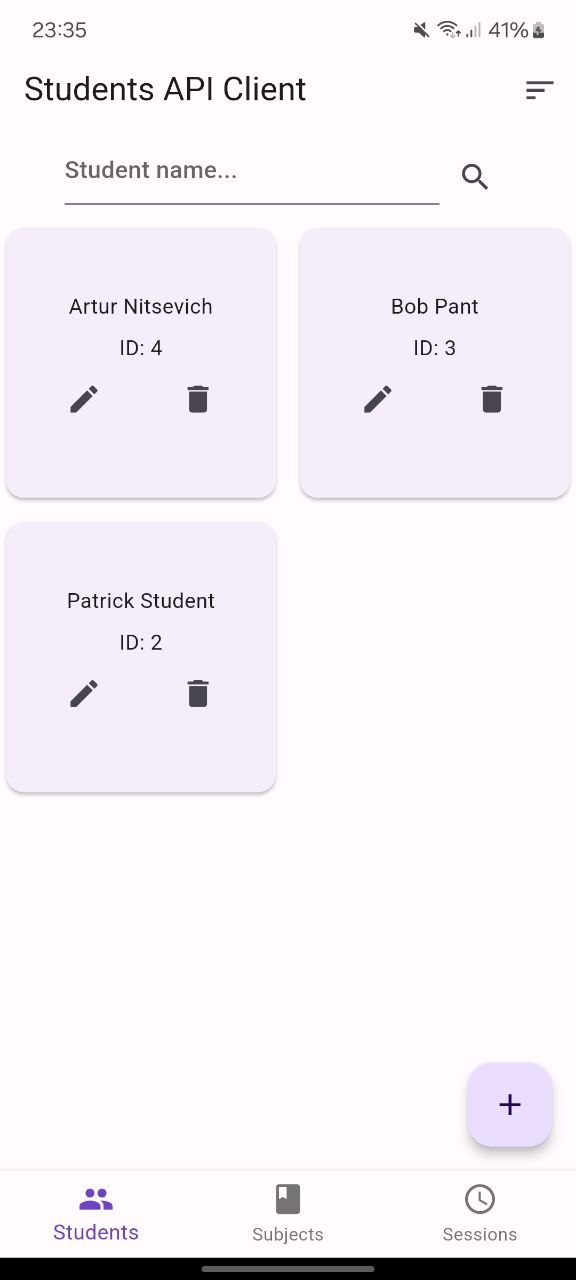 23:35
41%
Students API Client
Student name...
Artur Nitsevich
ID: 4
Bob Pant
ID: 3
Patrick Student
ID: 2
Students
Subjects
Sessions